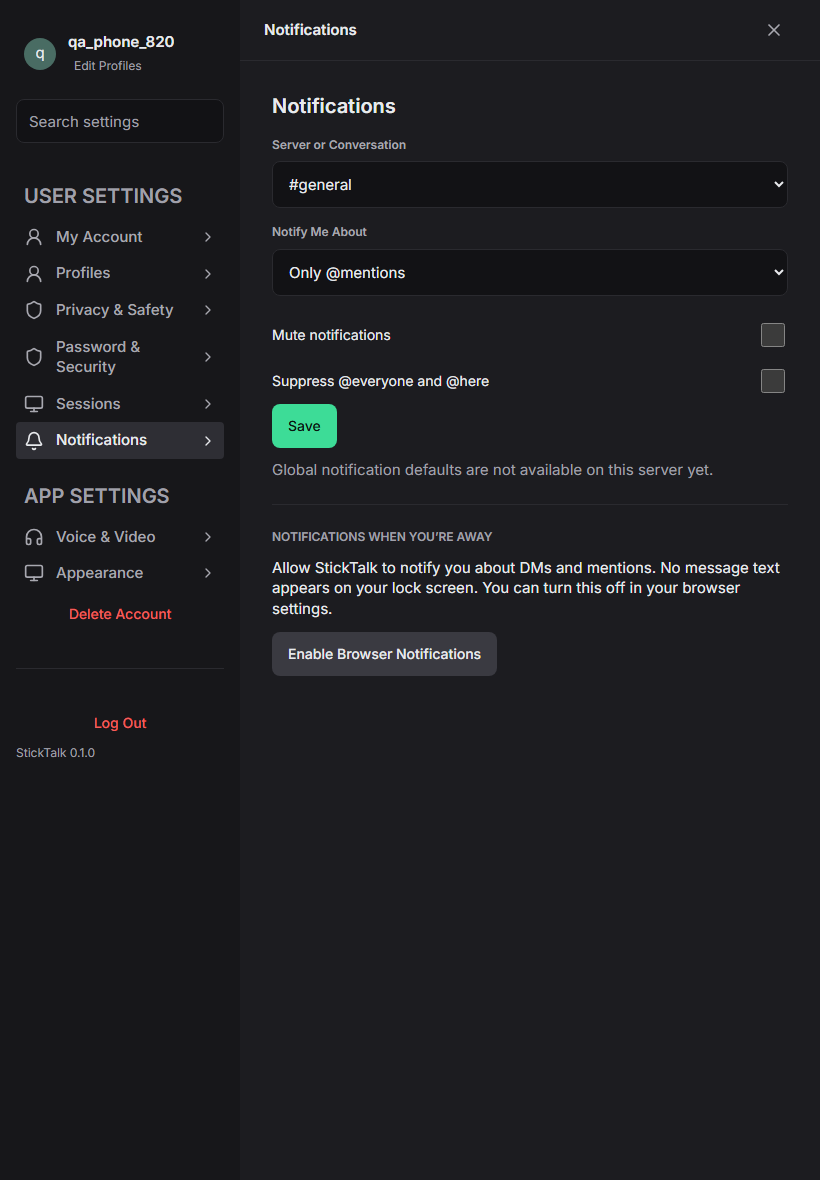 q
qa_phone_820
Edit Profiles
Search settings
USER SETTINGS
My Account
Profiles
Privacy & Safety
Password &
Security
Sessions
Notifications
APP SETTINGS
Voice & Video
Appearance
Delete Account
Log Out
StickTalk 0.1.0
Notifications
Notifications
Server or Conversation
#general
Notify Me About
Only @mentions
Mute notifications
Suppress @everyone and @here
Save
Global notification defaults are not available on this server yet.
NOTIFICATIONS WHEN YOU’RE AWAY
Allow StickTalk to notify you about DMs and mentions. No message text
appears on your lock screen. You can turn this off in your browser
settings.
Enable Browser Notifications